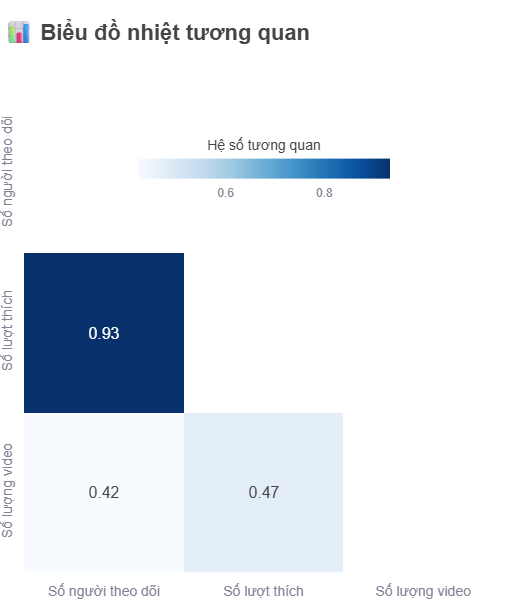 Biểu đồ nhiệt tương quan
Hệ số tương quan
0.6 0.8
Số người theo dõi
Số lượt thích
0.93
Số lượng video
0.42 0.47
Số người theo dõi Số lượt thích Số lượng video